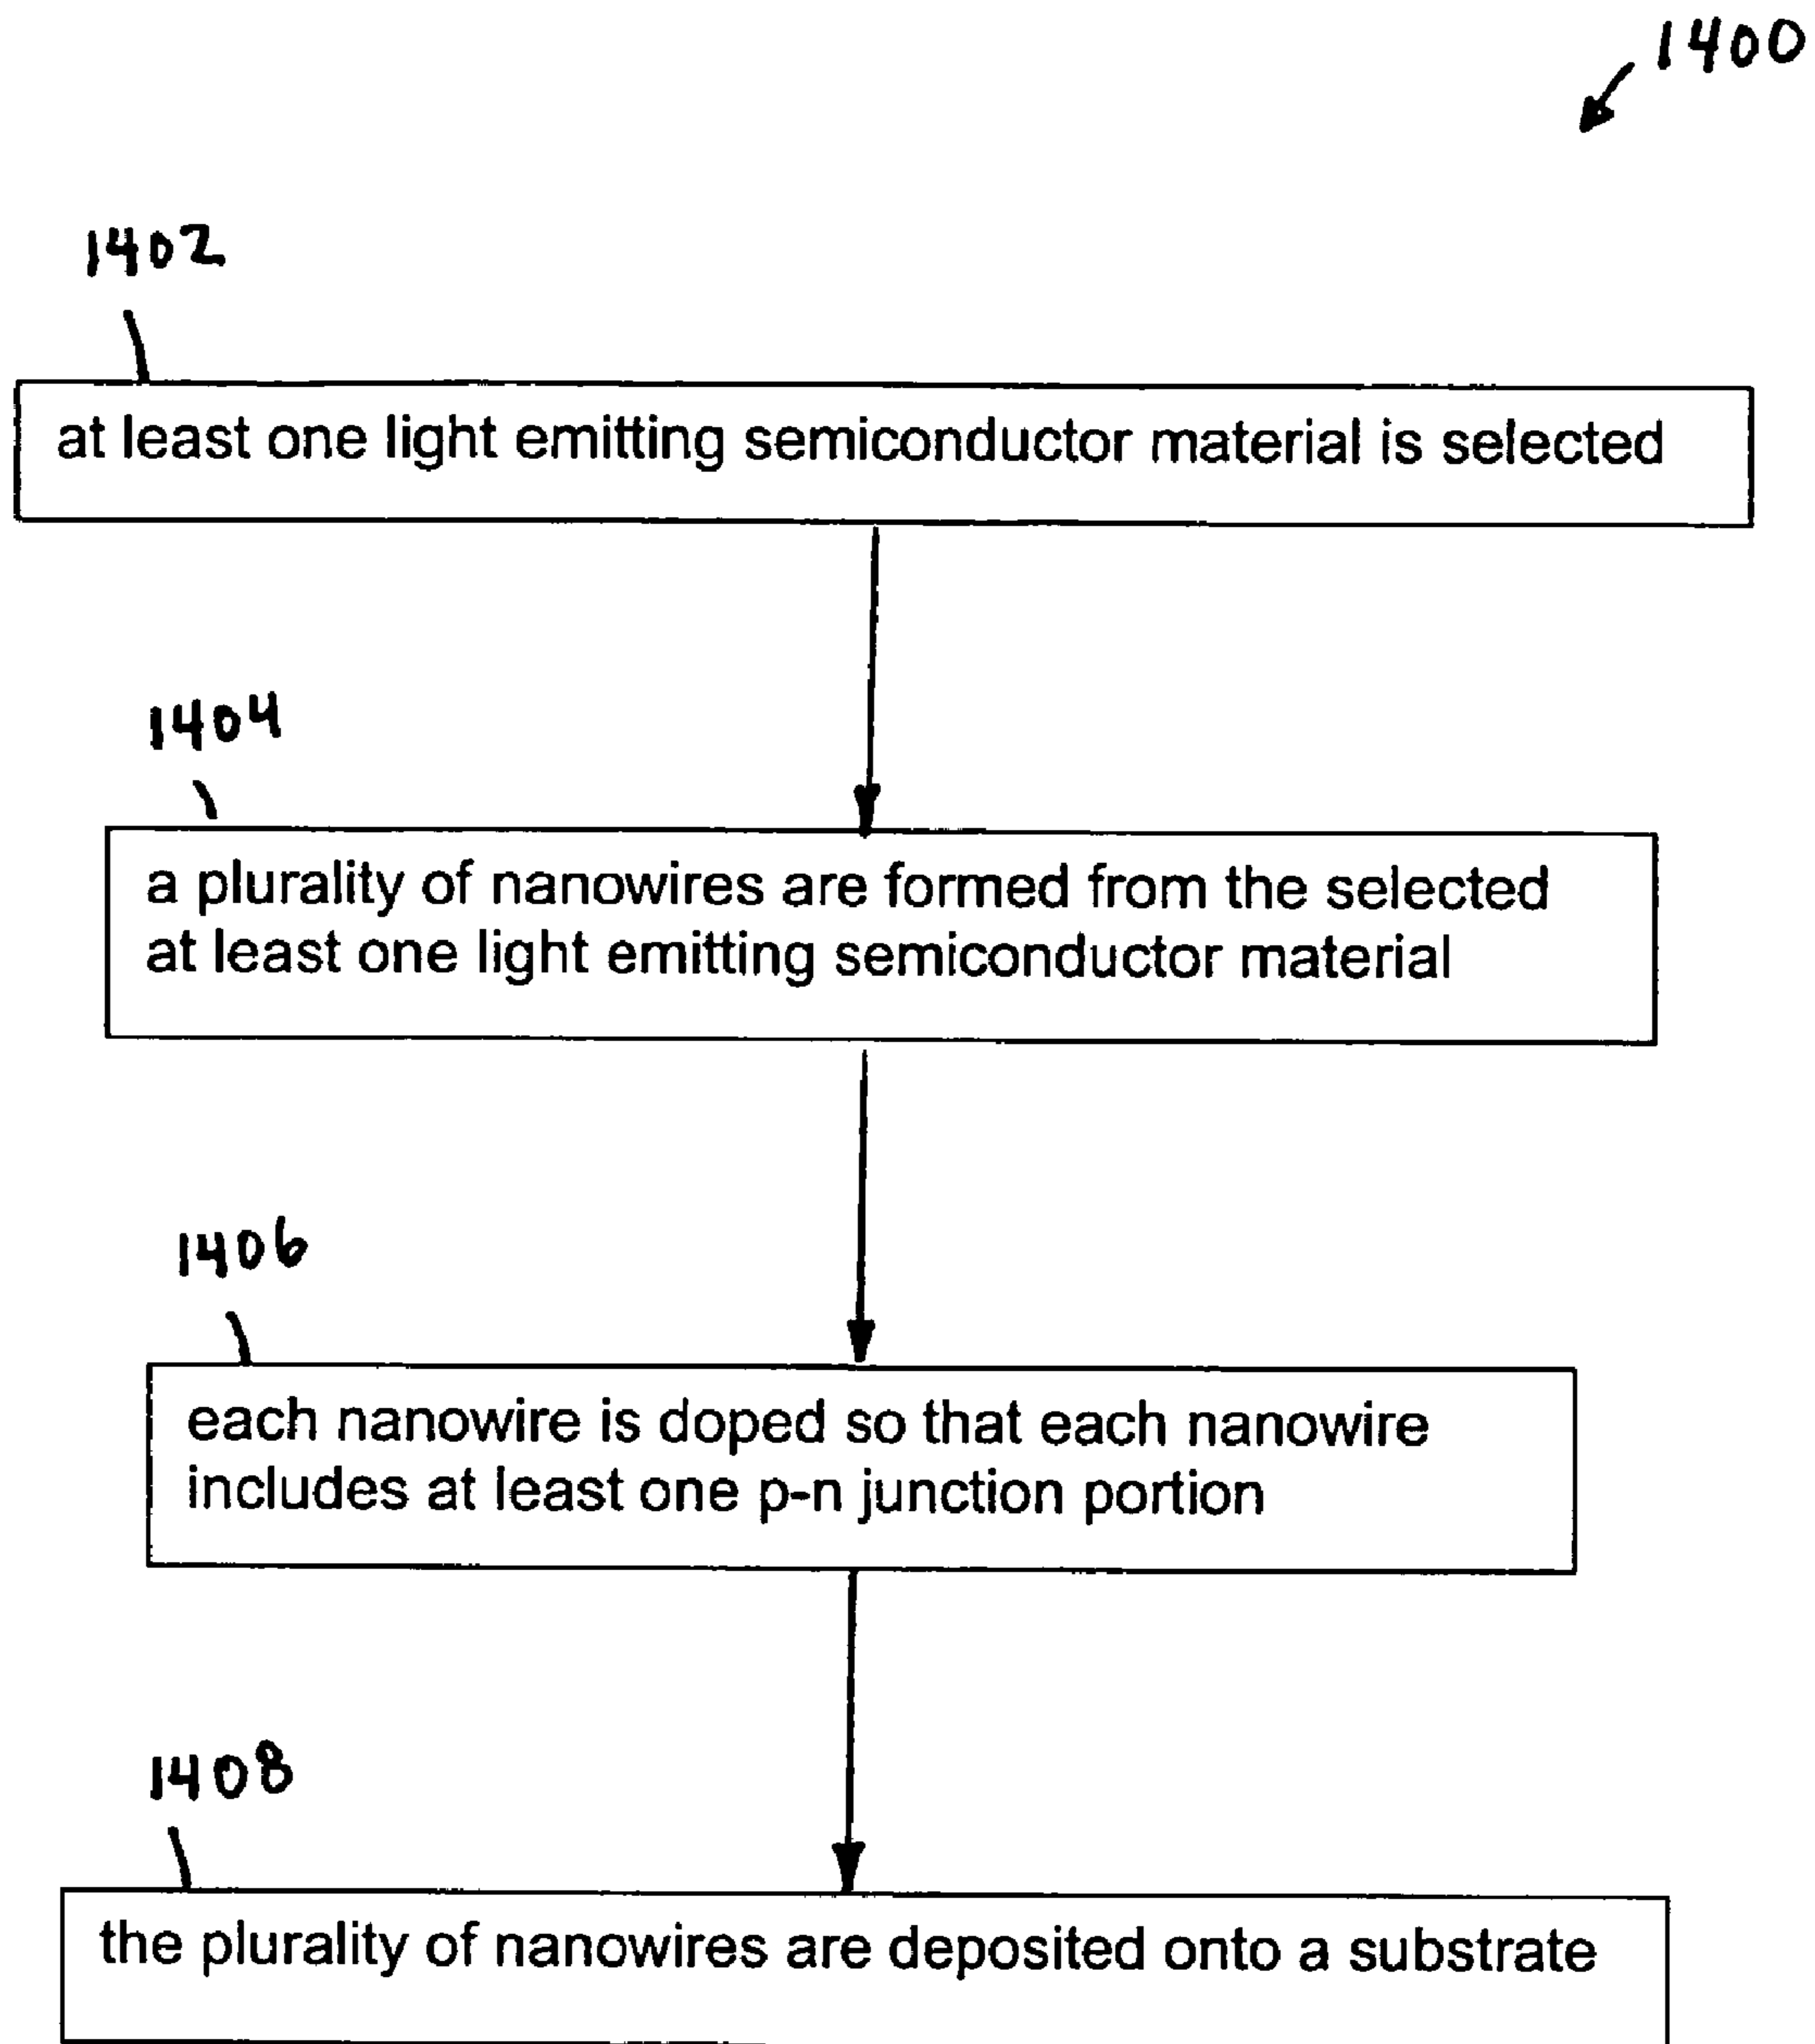 1400
1402
at least one light emitting semiconductor material is selected
1404
a plurality of nanowires are formed from the selected
at least one light emitting semiconductor material
1406
each nanowire is doped so that each nanowire
includes at least one p-n junction portion
1408
the plurality of nanowires are deposited onto a substrate